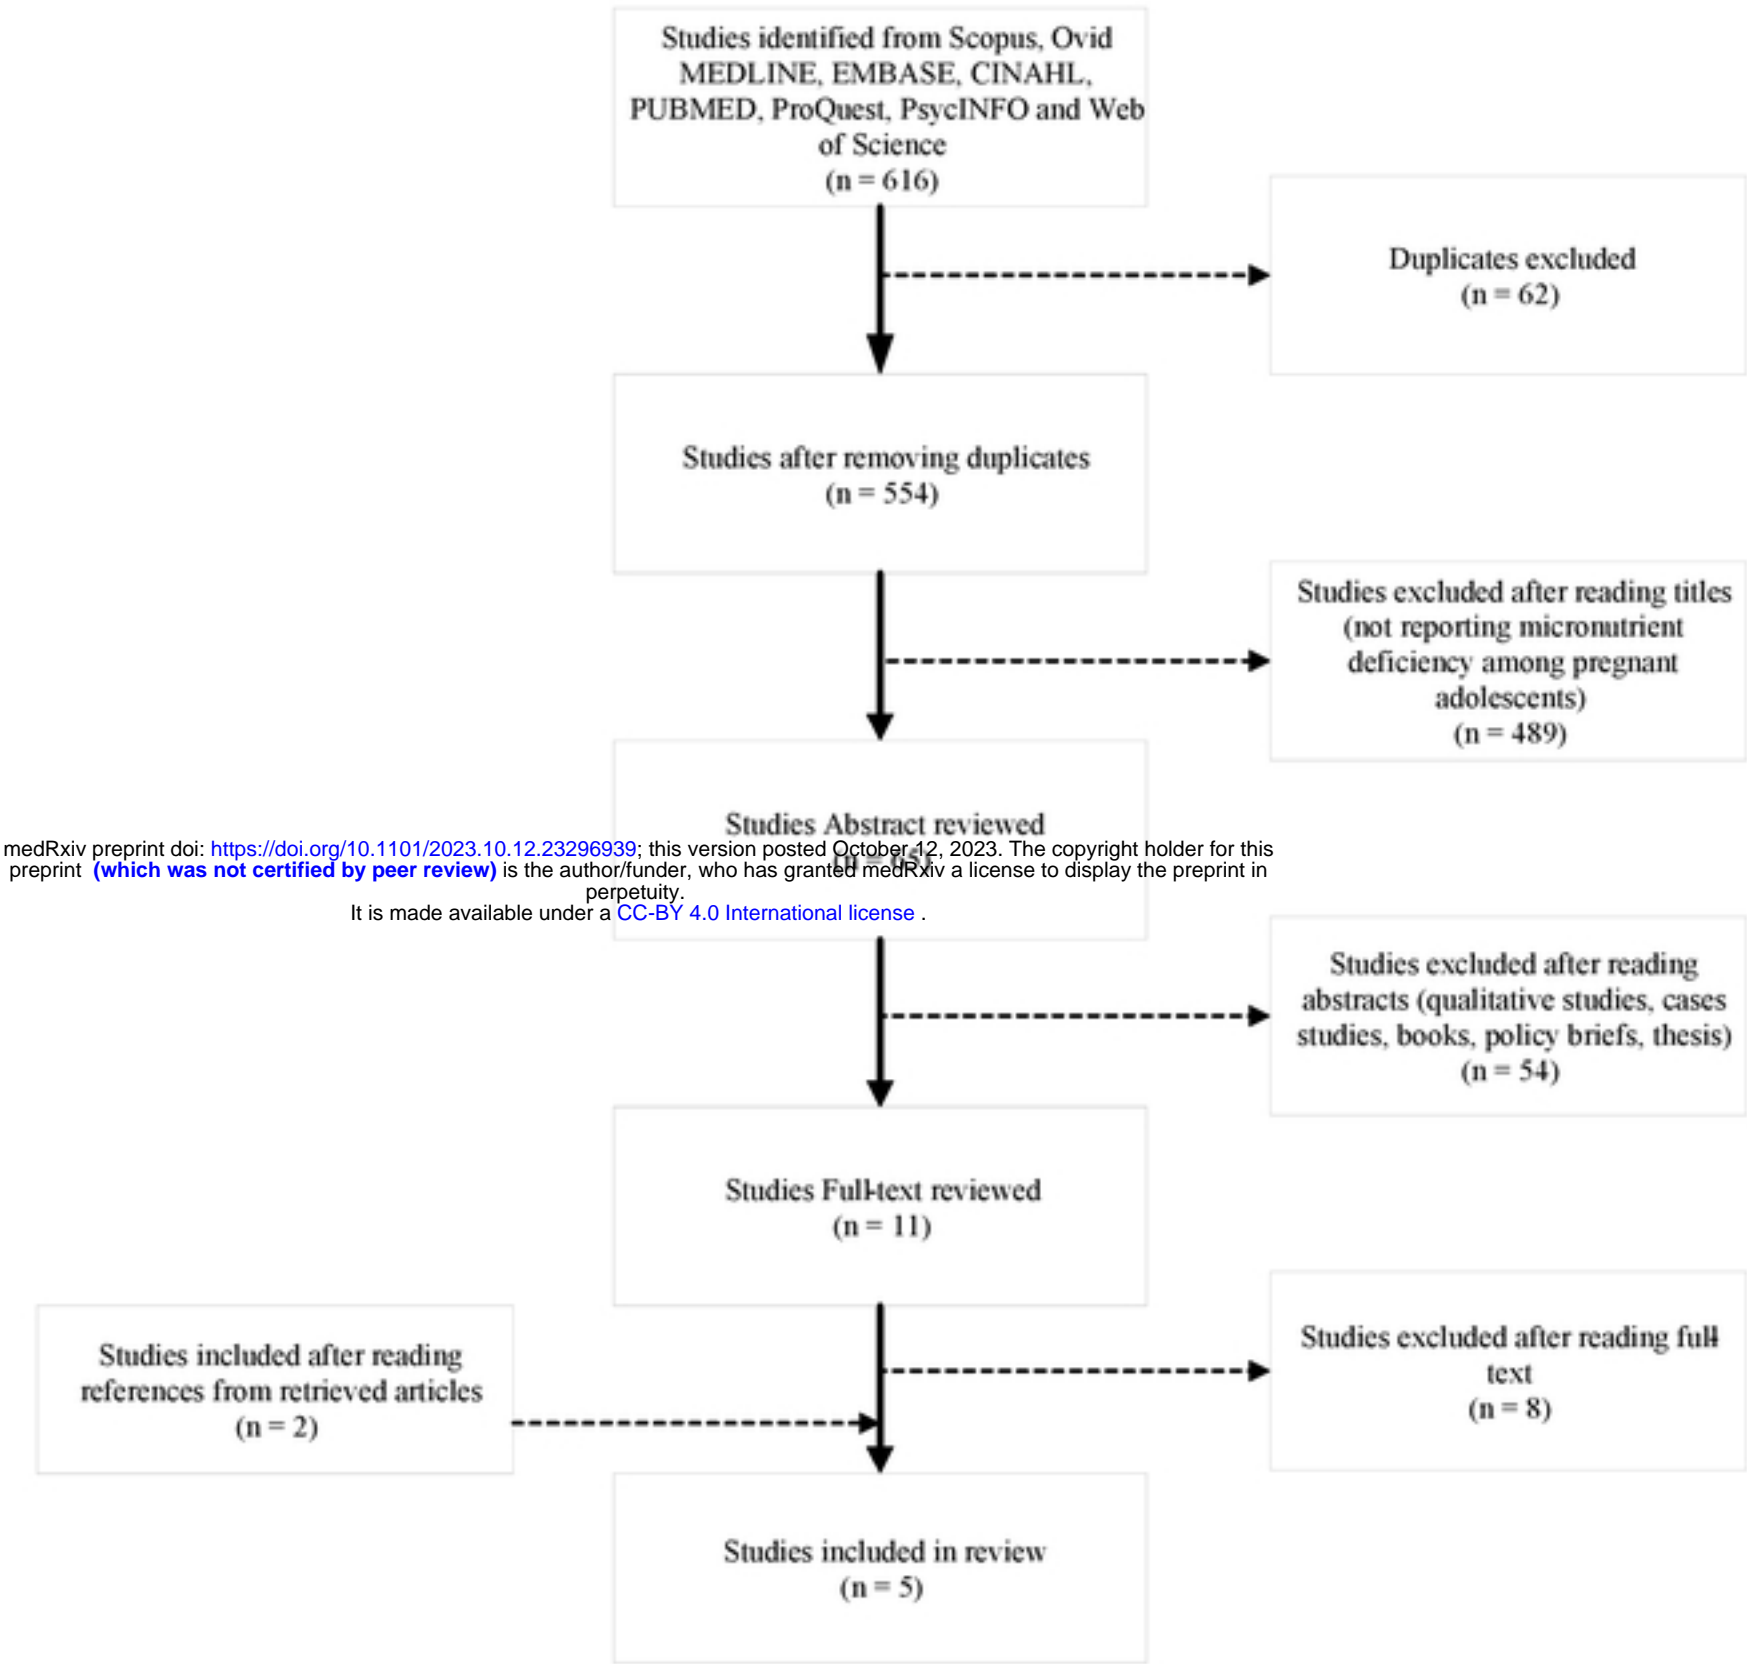 Studies identified from Scopus, Ovid
MEDLINE, EMBASE, CINAHL,
PUBMED, ProQuest, PsycINFO and Web
of Science
(n = 616)
Duplicates excluded
(n = 62)
Studies after removing duplicates
(n = 554)
Studies excluded after reading titles
(not reporting micronutrient
deficiency among pregnant
adolescents)
(n = 489)
Studies Abstract reviewed
(n = 65)
medRxiv preprint doi: https://doi.org/10.1101/2023.10.12.23296939; this version posted October 12, 2023. The copyright holder for this
preprint (which was not certified by peer review) is the author/funder, who has granted medRxiv a license to display the preprint in
perpetuity.
It is made available under a CC-BY 4.0 International license .
Studies excluded after reading
abstracts (qualitative studies, cases
studies, books, policy briefs, thesis)
(n = 54)
Studies Full-text reviewed
(n = 11)
Studies included after reading
references from retrieved articles
(n = 2)
Studies excluded after reading full-
text
(n = 8)
Studies included in review
(n = 5)